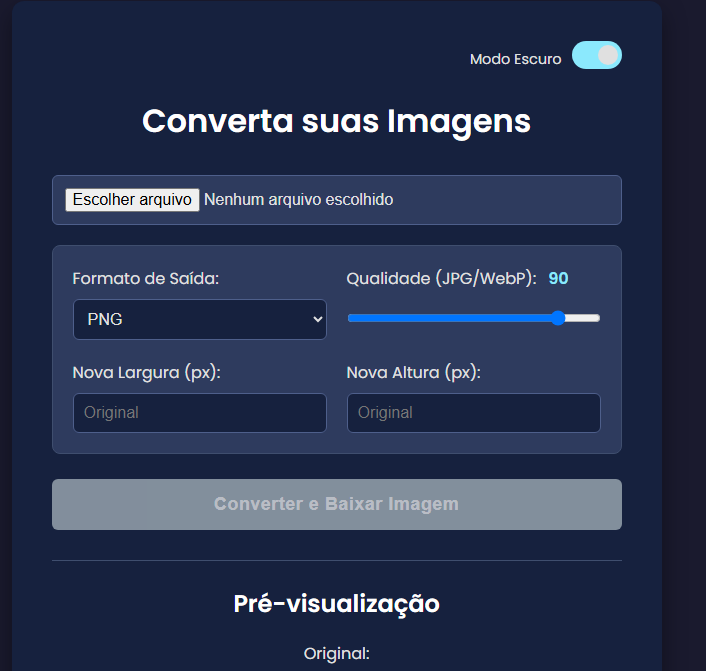 Modo Escuro
Converta suas Imagens
Escolher arquivo Nenhum arquivo escolhido
Formato de Saída: Qualidade (JPG/WebP): 90
PNG
Nova Largura (px): Nova Altura (px):
Original Original
Converter e Baixar Imagem
Pré-visualização
Original: